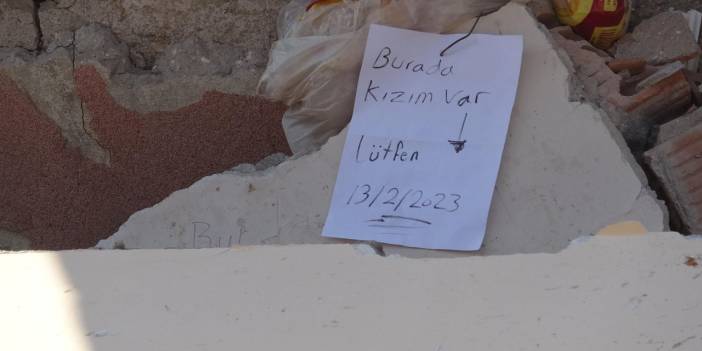 Burada
Kızım Var
lütfen
13/2/2023